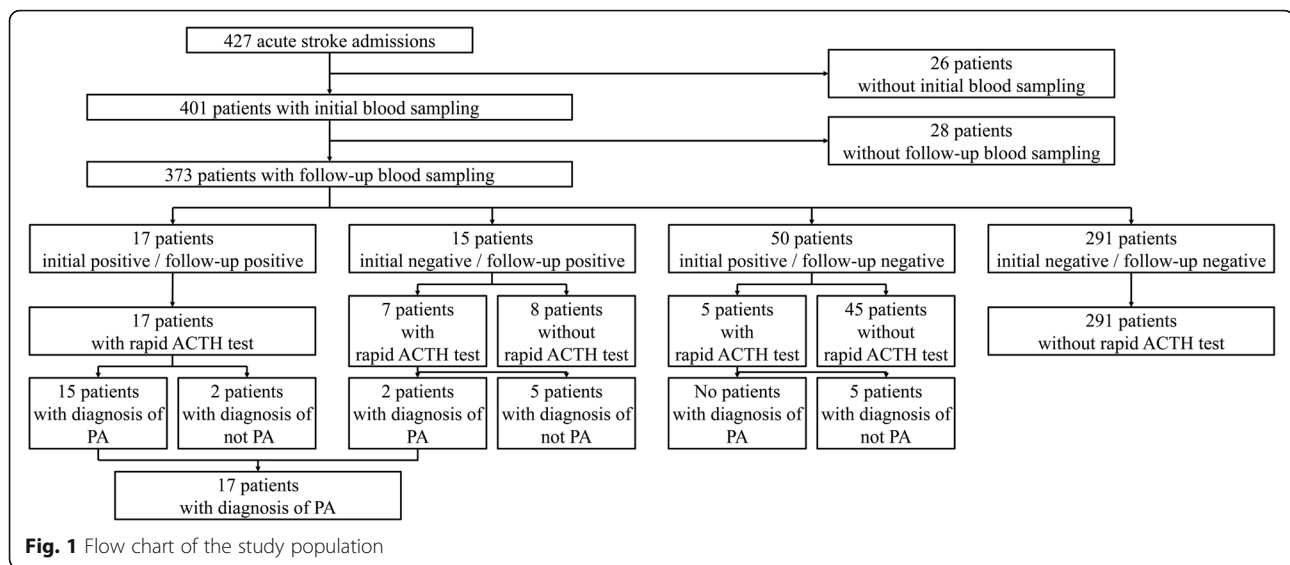 427 acute stroke admissions
26 patients
without initial blood sampling
401 patients with initial blood sampling
28 patients
without follow-up blood sampling
373 patients with follow-up blood sampling
17 patients
initial positive / follow-up positive
15 patients
initial negative / follow-up positive
50 patients
initial positive / follow-up negative
291 patients
initial negative / follow-up negative
17 patients
with rapid ACTH test
7 patients
with
rapid ACTH test
8 patients
without
rapid ACTH test
5 patients
with
rapid ACTH test
45 patients
without
rapid ACTH test
291 patients
without rapid ACTH test
15 patients
with diagnosis of
PA
2 patients
with diagnosis of
not PA
2 patients
with diagnosis of
PA
5 patients
with diagnosis of
not PA
No patients
with diagnosis of
PA
5 patients
with diagnosis of
not PA
17 patients
with diagnosis of PA
Fig. 1 Flow chart of the study population